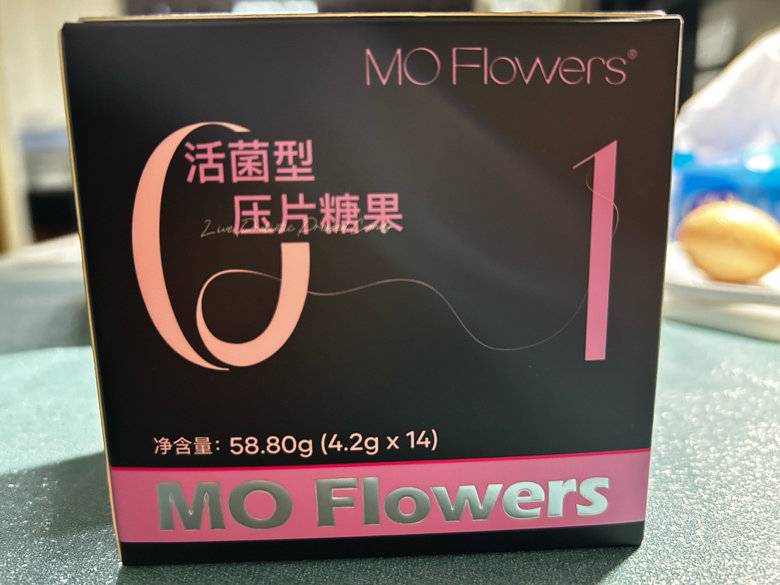 MO Flowers®
活菌型
压片糖果
01
净含量：58.80g (4.2g x 14)
MO Flowers